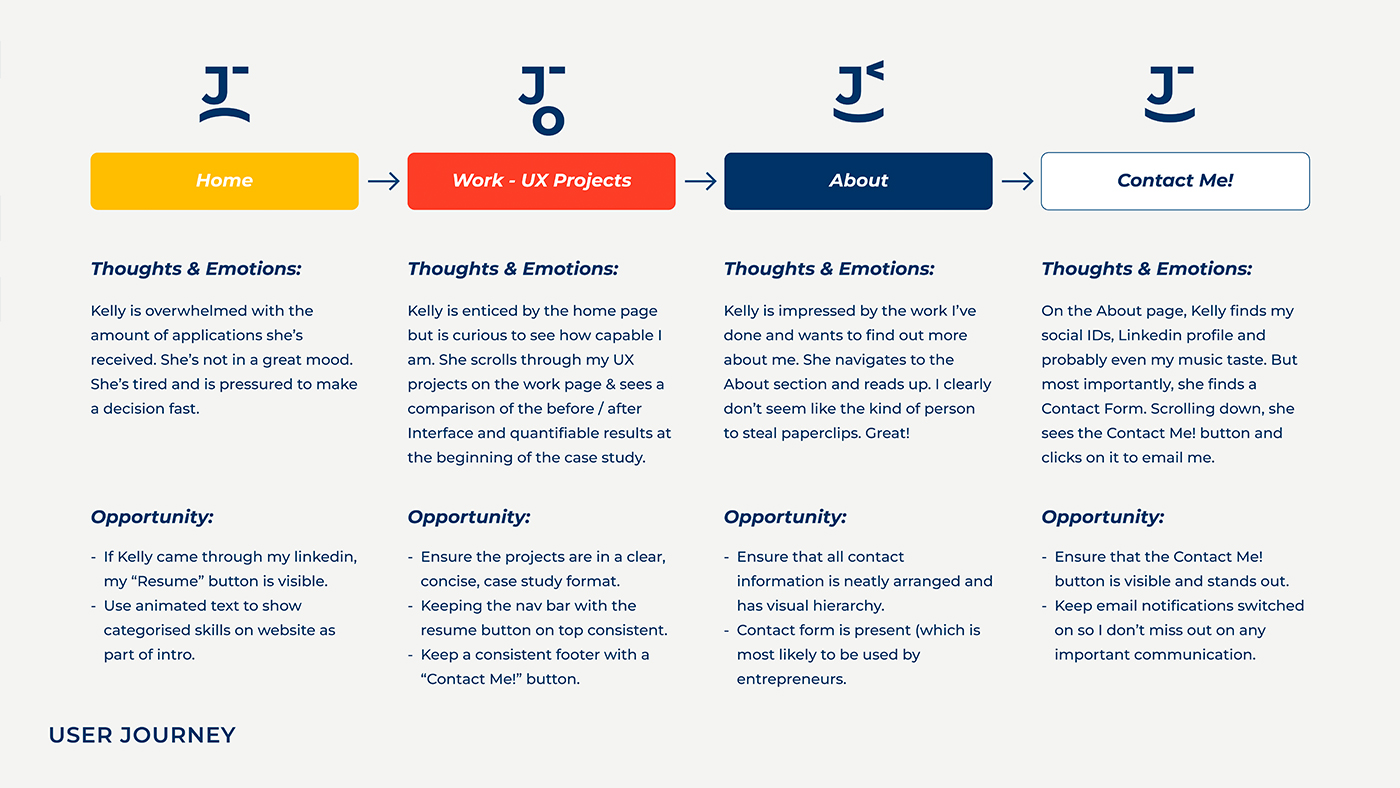 Home
Work - UX Projects
About
Contact Me!
Thoughts & Emotions:
Kelly is overwhelmed with the
amount of applications she’s
received. She’s not in a great mood.
She’s tired and is pressured to make
a decision fast.
Opportunity:
- If Kelly came through my linkedin,
my “Resume” button is visible.
- Use animated text to show
categorised skills on website as
part of intro.
Thoughts & Emotions:
Kelly is enticed by the home page
but is curious to see how capable I
am. She scrolls through my UX
projects on the work page & sees a
comparison of the before / after
Interface and quantifiable results at
the beginning of the case study.
Opportunity:
- Ensure the projects are in a clear,
concise, case study format.
- Keeping the nav bar with the
resume button on top consistent.
- Keep a consistent footer with a
“Contact Me!” button.
Thoughts & Emotions:
Kelly is impressed by the work I’ve
done and wants to find out more
about me. She navigates to the
About section and reads up. I clearly
don’t seem like the kind of person
to steal paperclips. Great!
Opportunity:
- Ensure that all contact
information is neatly arranged and
has visual hierarchy.
- Contact form is present (which is
most likely to be used by
entrepreneurs.
Thoughts & Emotions:
On the About page, Kelly finds my
social IDs, Linkedin profile and
probably even my music taste. But
most importantly, she finds a
Contact Form. Scrolling down, she
sees the Contact Me! button and
clicks on it to email me.
Opportunity:
- Ensure that the Contact Me!
button is visible and stands out.
- Keep email notifications switched
on so I don’t miss out on any
important communication.
USER JOURNEY